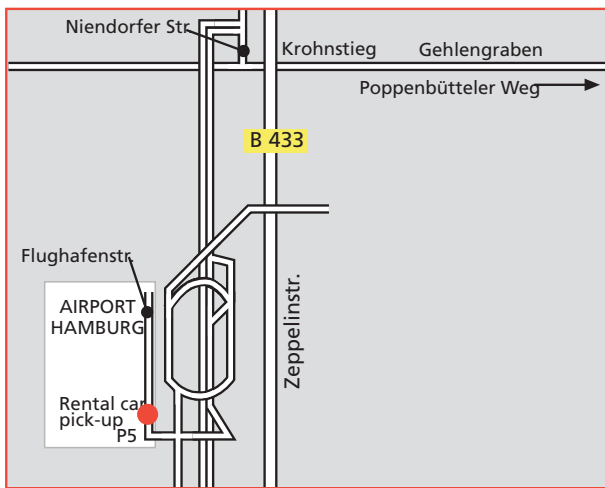 Niendorfer Str.
Krohnstieg Gehlengraben
Poppenbütteler Weg
B 433
Flughafenstr.
Zeppelinstr.
AIRPORT
HAMBURG
Rental car
pick-up
P5